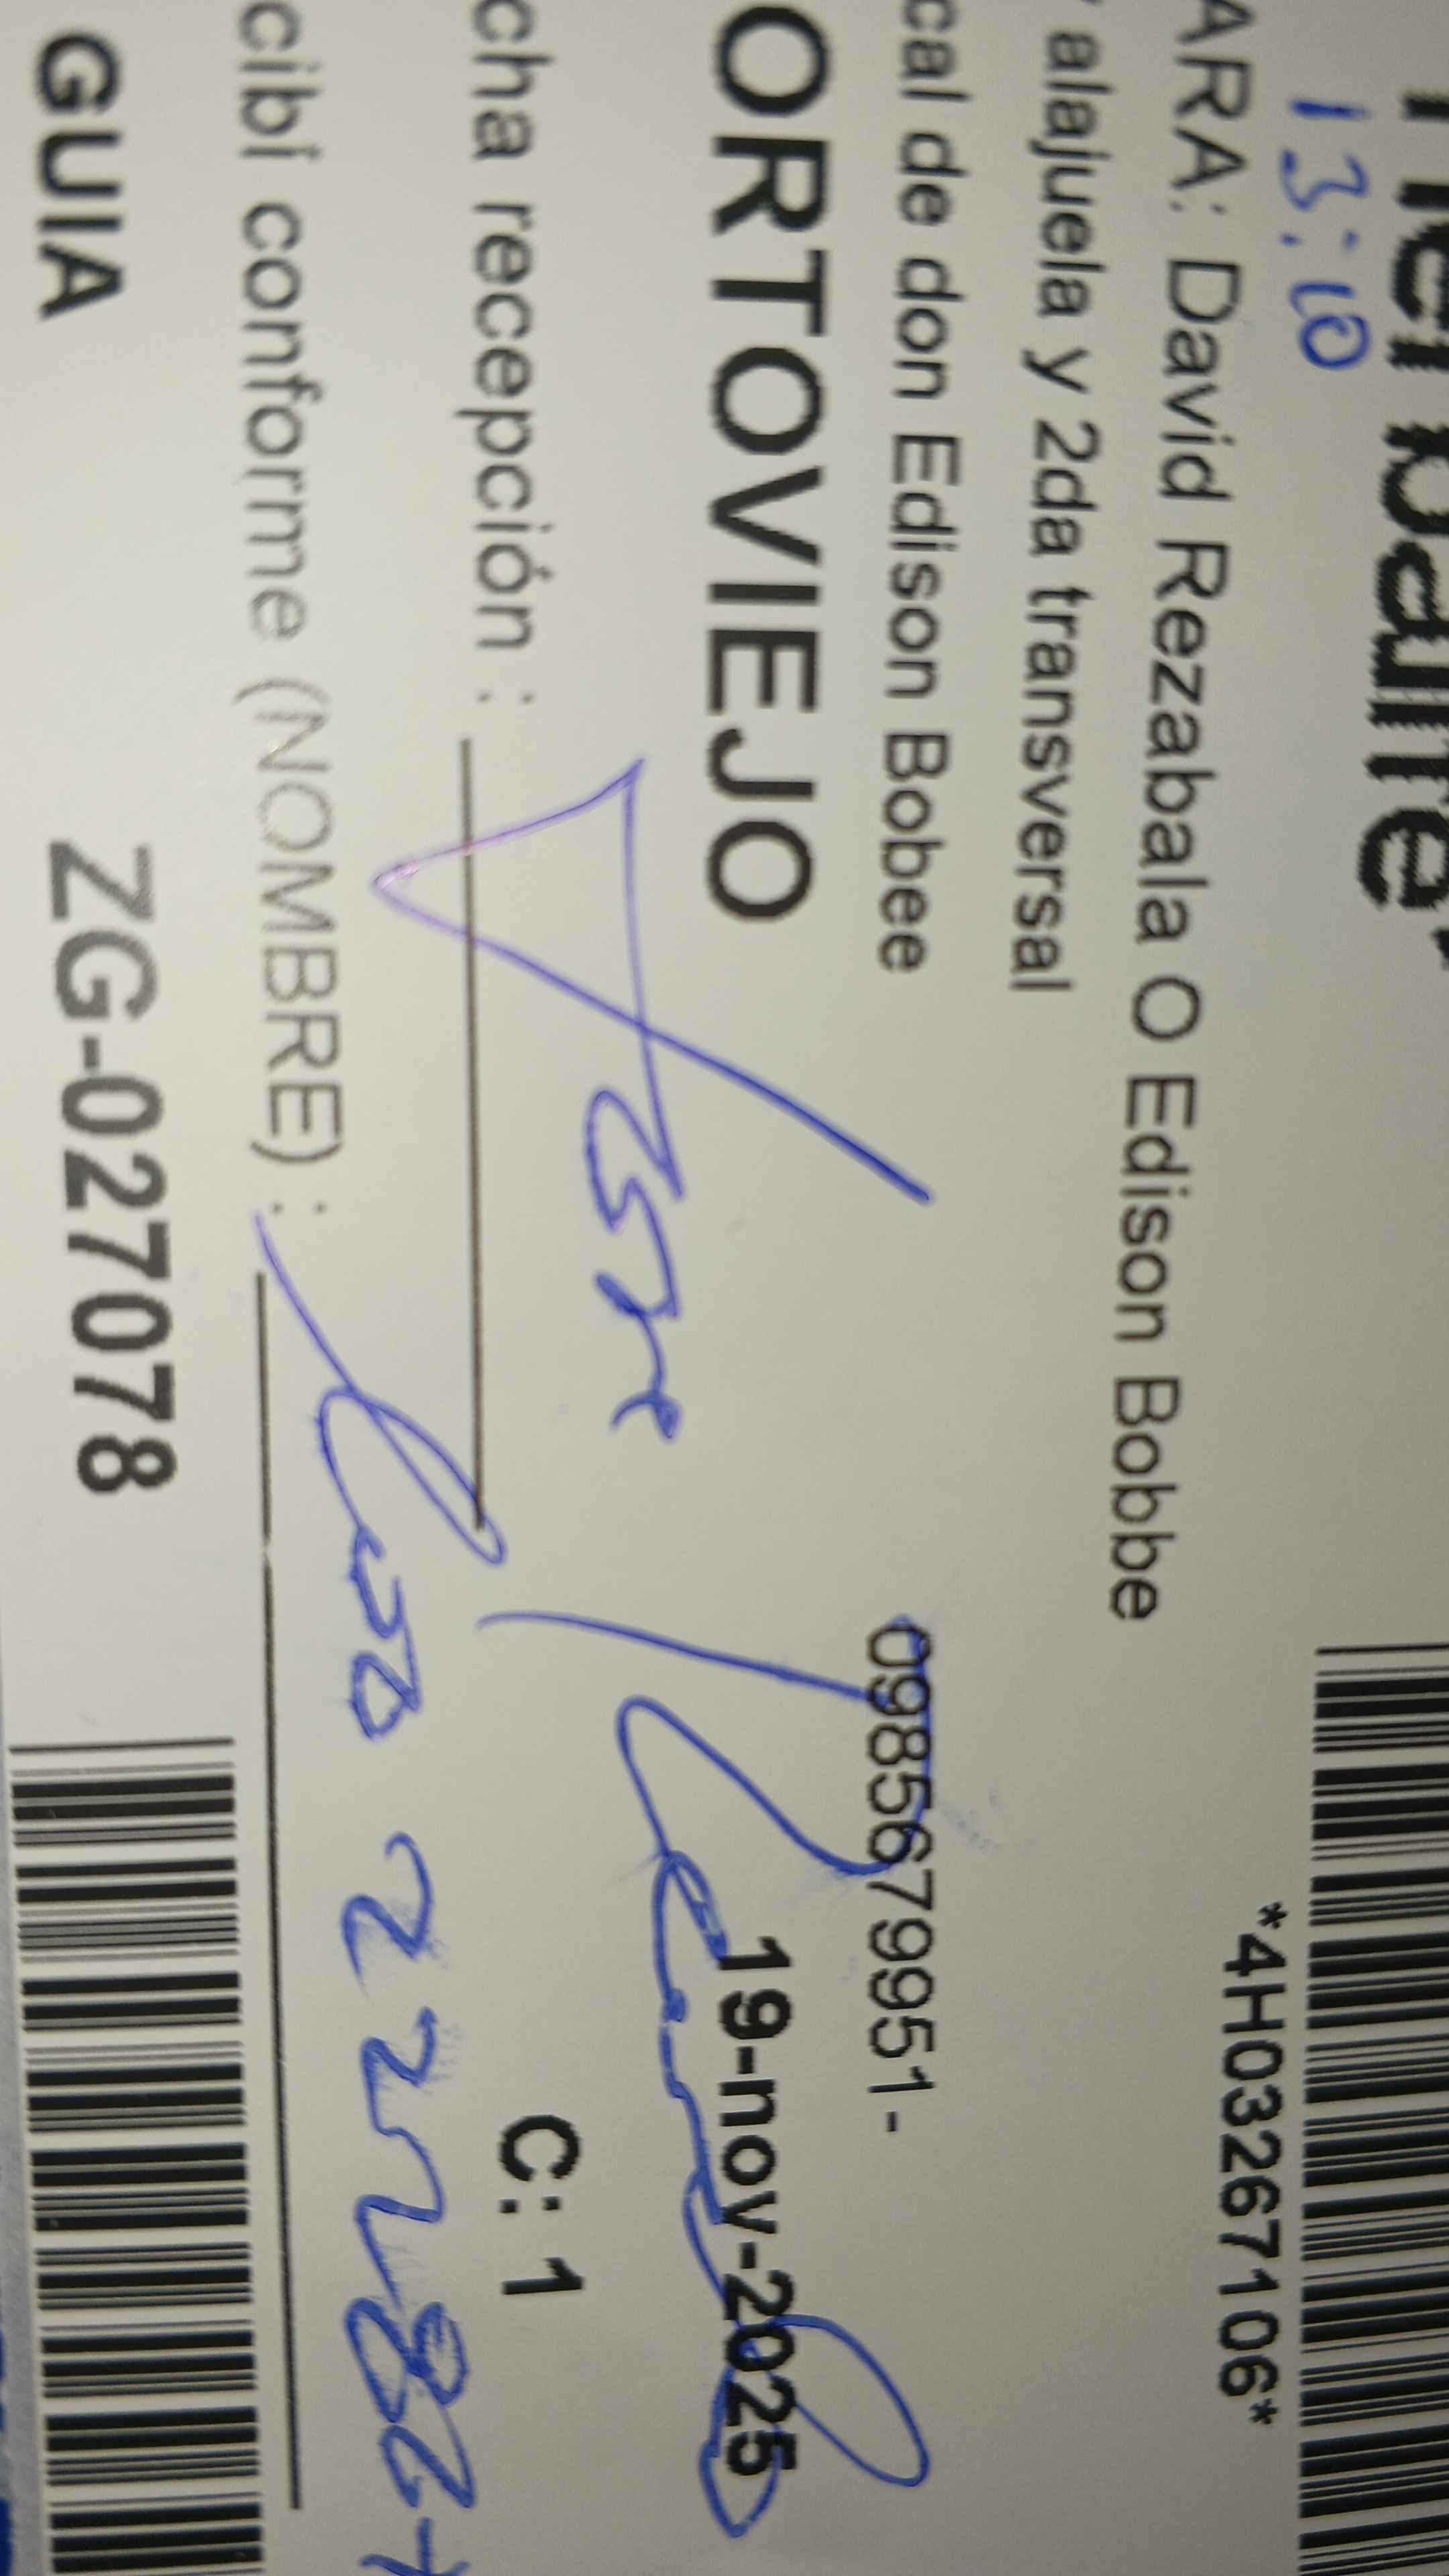 13:10
*4H03267106*
ARA: David Rezabala O Edison Bobbe
alajuela y 2da transversal
cal de don Edison Bobee
0985679951-
ORTOVIEJO
19-nov-2025
cha recepción :
C: 1
cibí conforme (NOMBRE) :
GUIA ZG-027078